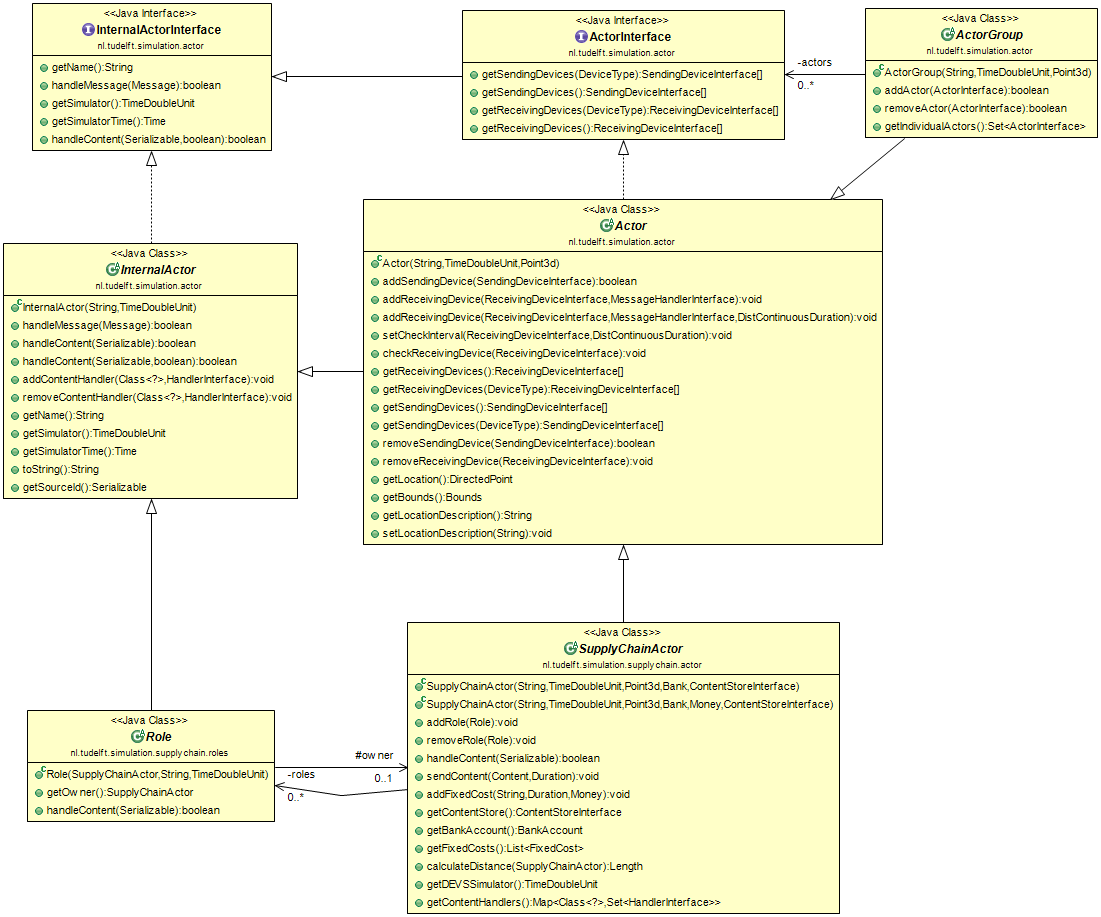 <<Java Interface>>
InternalActorInterface
nl.tudelft.simulation.actor
getName():String
handleMessage(Message):boolean
getSimulator():TimeDoubleUnit
getSimulatorTime():Time
handleContent(Serializable,boolean):boolean
<<Java Interface>>
ActorInterface
nl.tudelft.simulation.actor
getSendingDevices(DeviceType):SendingDeviceInterface[]
getSendingDevices():SendingDeviceInterface[]
getReceivingDevices(DeviceType):ReceivingDeviceInterface[]
getReceivingDevices():ReceivingDeviceInterface[]
-actors
0..*
<<Java Class>>
ActorGroup
nl.tudelft.simulation.actor
ActorGroup(String,TimeDoubleUnit,Point3d)
addActor(ActorInterface):boolean
removeActor(ActorInterface):boolean
getIndividualActors():Set<ActorInterface>
<<Java Class>>
InternalActor
nl.tudelft.simulation.actor
InternalActor(String,TimeDoubleUnit)
handleMessage(Message):boolean
handleContent(Serializable):boolean
handleContent(Serializable,boolean):boolean
addContentHandler(Class<?>,HandlerInterface):void
removeContentHandler(Class<?>,HandlerInterface):void
getName():String
getSimulator():TimeDoubleUnit
getSimulatorTime():Time
toString():String
getSourceId():Serializable
<<Java Class>>
Actor
nl.tudelft.simulation.actor
Actor(String,TimeDoubleUnit,Point3d)
addSendingDevice(SendingDeviceInterface):boolean
addReceivingDevice(ReceivingDeviceInterface,MessageHandlerInterface):void
addReceivingDevice(ReceivingDeviceInterface,MessageHandlerInterface,DistContinuousDuration):void
setCheckInterval(ReceivingDeviceInterface,DistContinuousDuration):void
checkReceivingDevice(ReceivingDeviceInterface):void
getReceivingDevices():ReceivingDeviceInterface[]
getReceivingDevices(DeviceType):ReceivingDeviceInterface[]
getSendingDevices():SendingDeviceInterface[]
getSendingDevices(DeviceType):SendingDeviceInterface[]
removeSendingDevice(SendingDeviceInterface):boolean
removeReceivingDevice(ReceivingDeviceInterface):void
getLocation():DirectedPoint
getBounds():Bounds
getLocationDescription():String
setLocationDescription(String):void
<<Java Class>>
Role
nl.tudelft.simulation.supplychain.roles
Role(SupplyChainActor,String,TimeDoubleUnit)
getOwner():SupplyChainActor
handleContent(Serializable):boolean
#owner
0..1
-roles
0..*
<<Java Class>>
SupplyChainActor
nl.tudelft.simulation.supplychain.actor
SupplyChainActor(String,TimeDoubleUnit,Point3d,Bank,ContentStoreInterface)
SupplyChainActor(String,TimeDoubleUnit,Point3d,Bank,Money,ContentStoreInterface)
addRole(Role):void
removeRole(Role):void
handleContent(Serializable):boolean
sendContent(Content,Duration):void
addFixedCost(String,Duration,Money):void
getContentStore():ContentStoreInterface
getBankAccount():BankAccount
getFixedCosts():List<FixedCost>
calculateDistance(SupplyChainActor):Length
getDEVSSimulator():TimeDoubleUnit
getContentHandlers():Map<Class<?>,Set<HandlerInterface>>